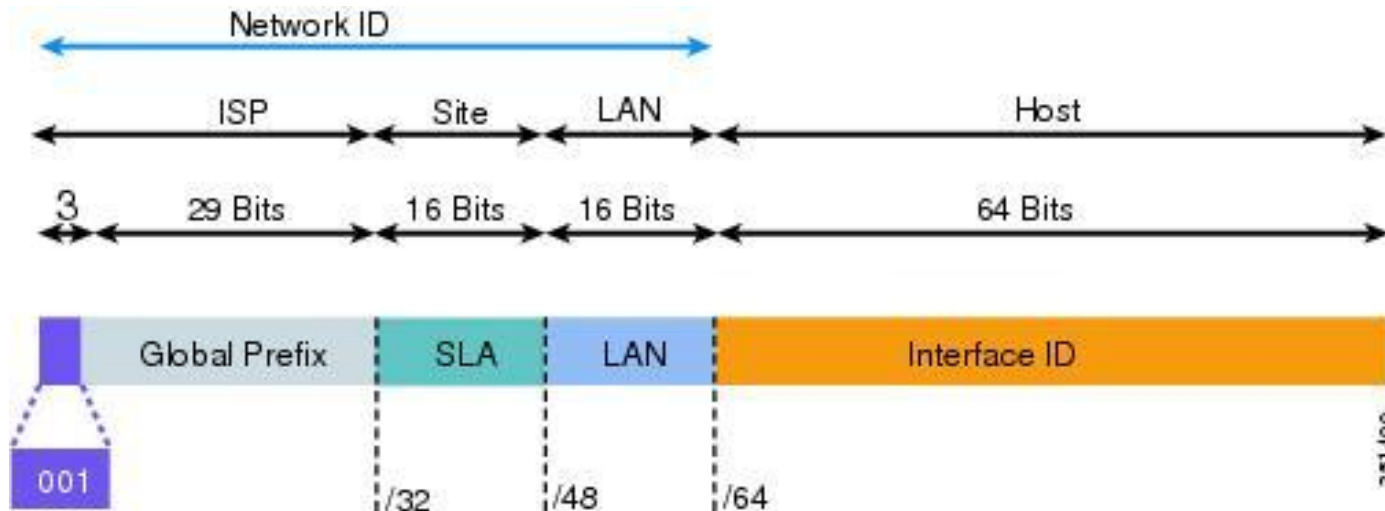 Network ID
ISP Site LAN Host
3 29 Bits 16 Bits 16 Bits 64 Bits
Global Prefix SLA LAN Interface ID
001
/32 /48 /64